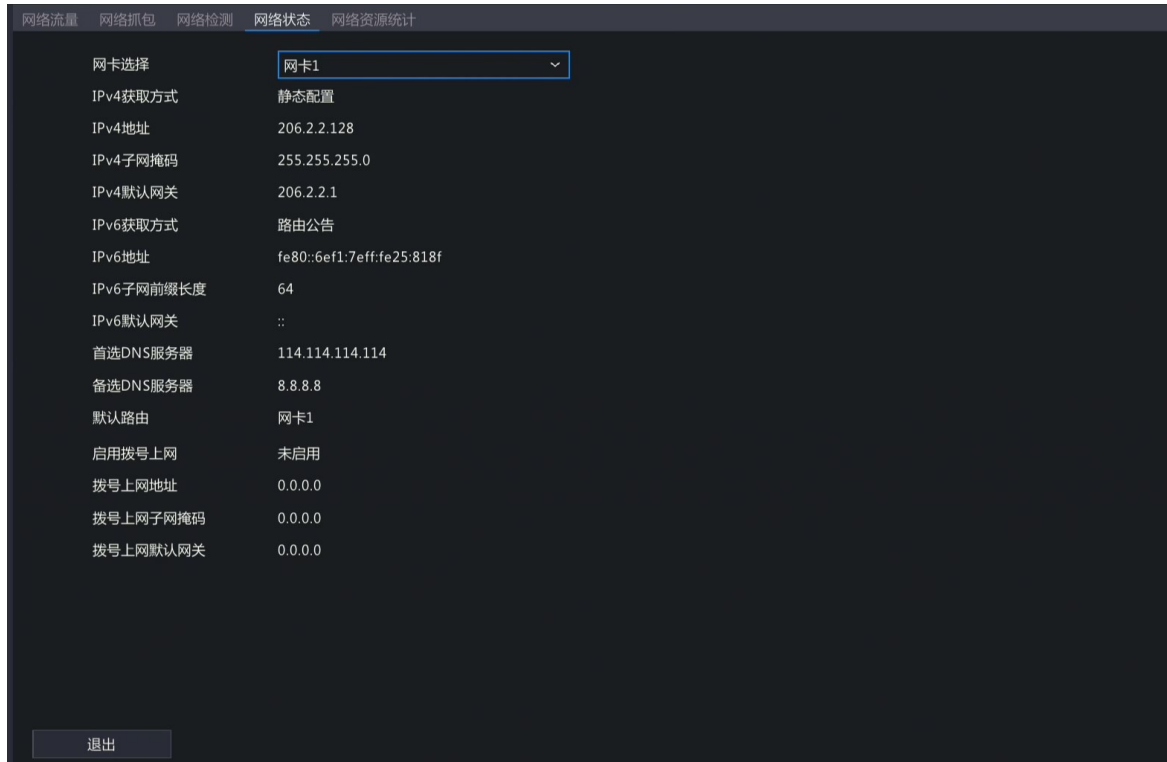 网络流量 网络抓包 网络检测 网络状态 网络资源统计
网卡选择 网卡1
IPv4获取方式 静态配置
IPv4地址 206.2.2.128
IPv4子网掩码 255.255.255.0
IPv4默认网关 206.2.2.1
IPv6获取方式 路由公告
IPv6地址 fe80::6ef1:7eff:fe25:818f
IPv6子网前缀长度 64
IPv6默认网关 ::
首选DNS服务器 114.114.114.114
备选DNS服务器 8.8.8.8
默认路由 网卡1
启用拨号上网 未启用
拨号上网地址 0.0.0.0
拨号上网子网掩码 0.0.0.0
拨号上网默认网关 0.0.0.0
退出